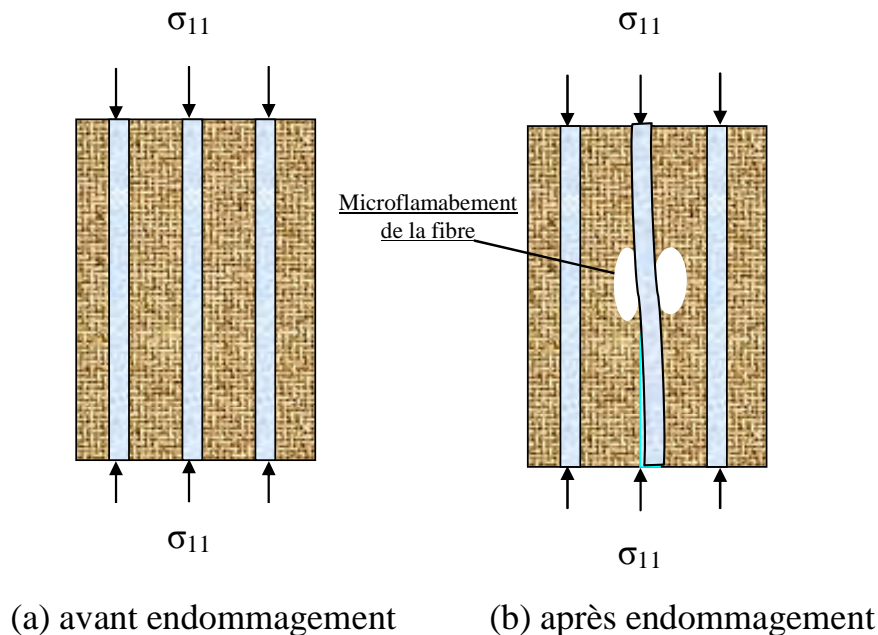 σ11
σ11
Microflamabement
de la fibre
σ11
σ11
(a) avant endommagement
(b) après endommagement